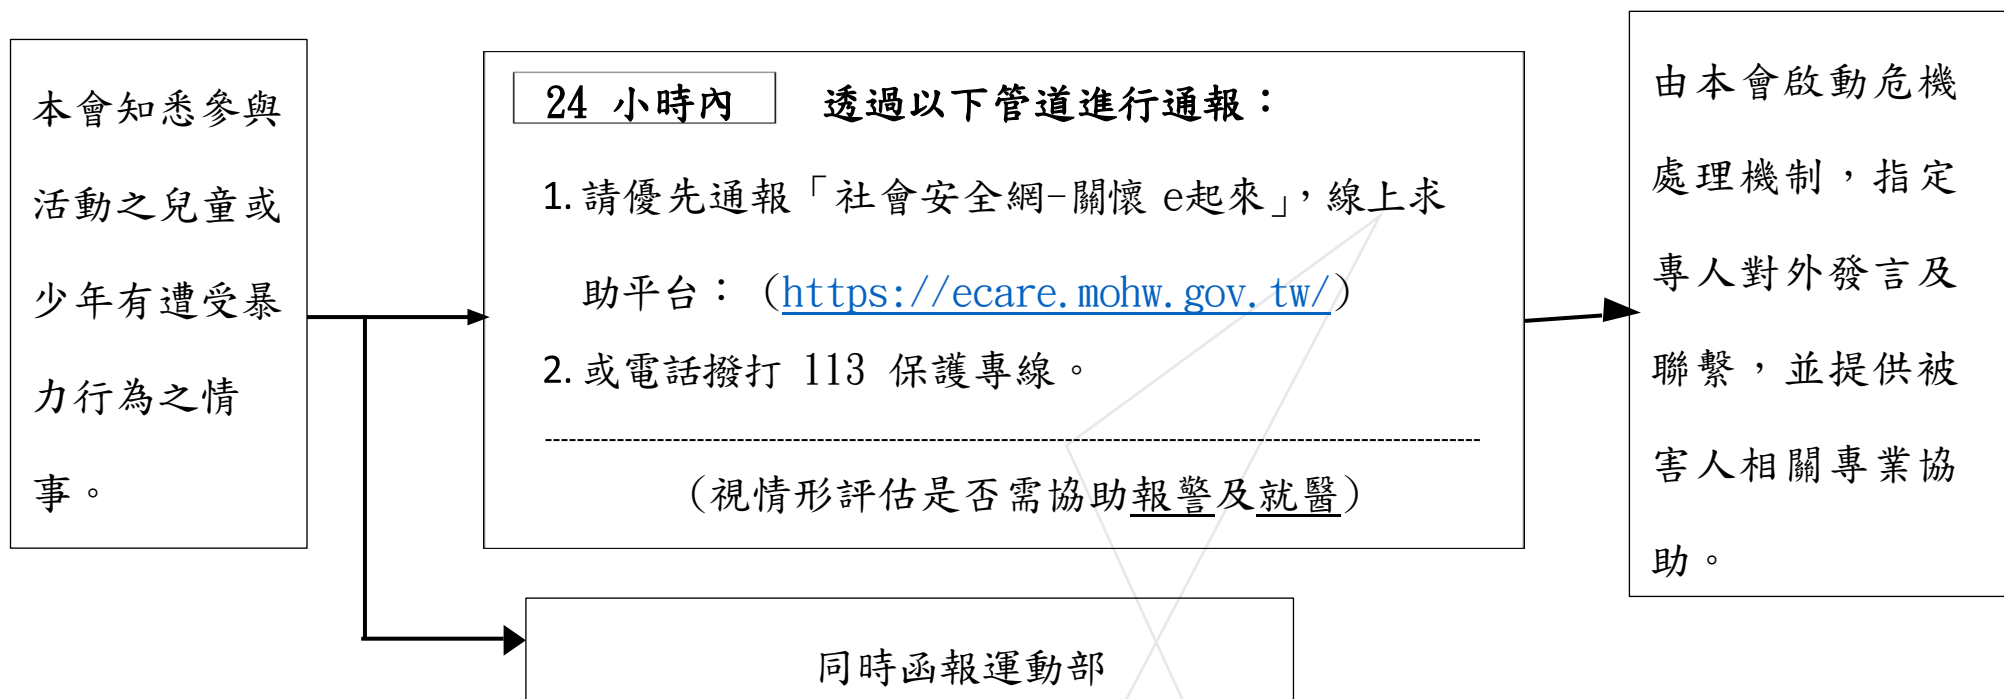 本會知悉參與
活動之兒童或
少年有遭受暴
力行為之情
事。
24 小時內 透過以下管道進行通報：
1. 請優先通報「社會安全網-關懷 e起來」，線上求
助平台：（https://ecare.mohw.gov.tw/）
2. 或電話撥打 113 保護專線。
（視情形評估是否需協助報警及就醫）
同時函報運動部
由本會啟動危機
處理機制，指定
專人對外發言及
聯繫，並提供被
害人相關專業協
助。